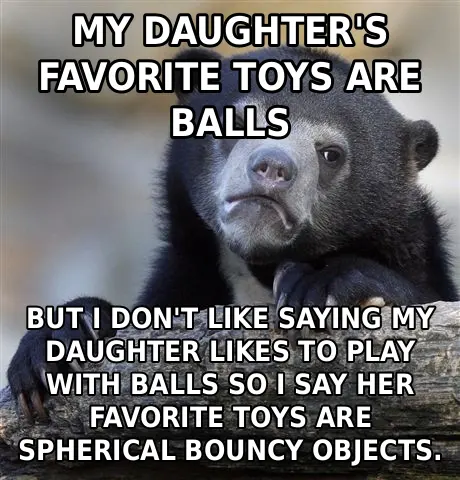 MY DAUGHTER'S
FAVORITE TOYS ARE
BALLS
BUT I DON'T LIKE SAYING MY
DAUGHTER LIKES TO PLAY
WITH BALLS SO I SAY HER
FAVORITE TOYS ARE
SPHERICAL BOUNCY OBJECTS.